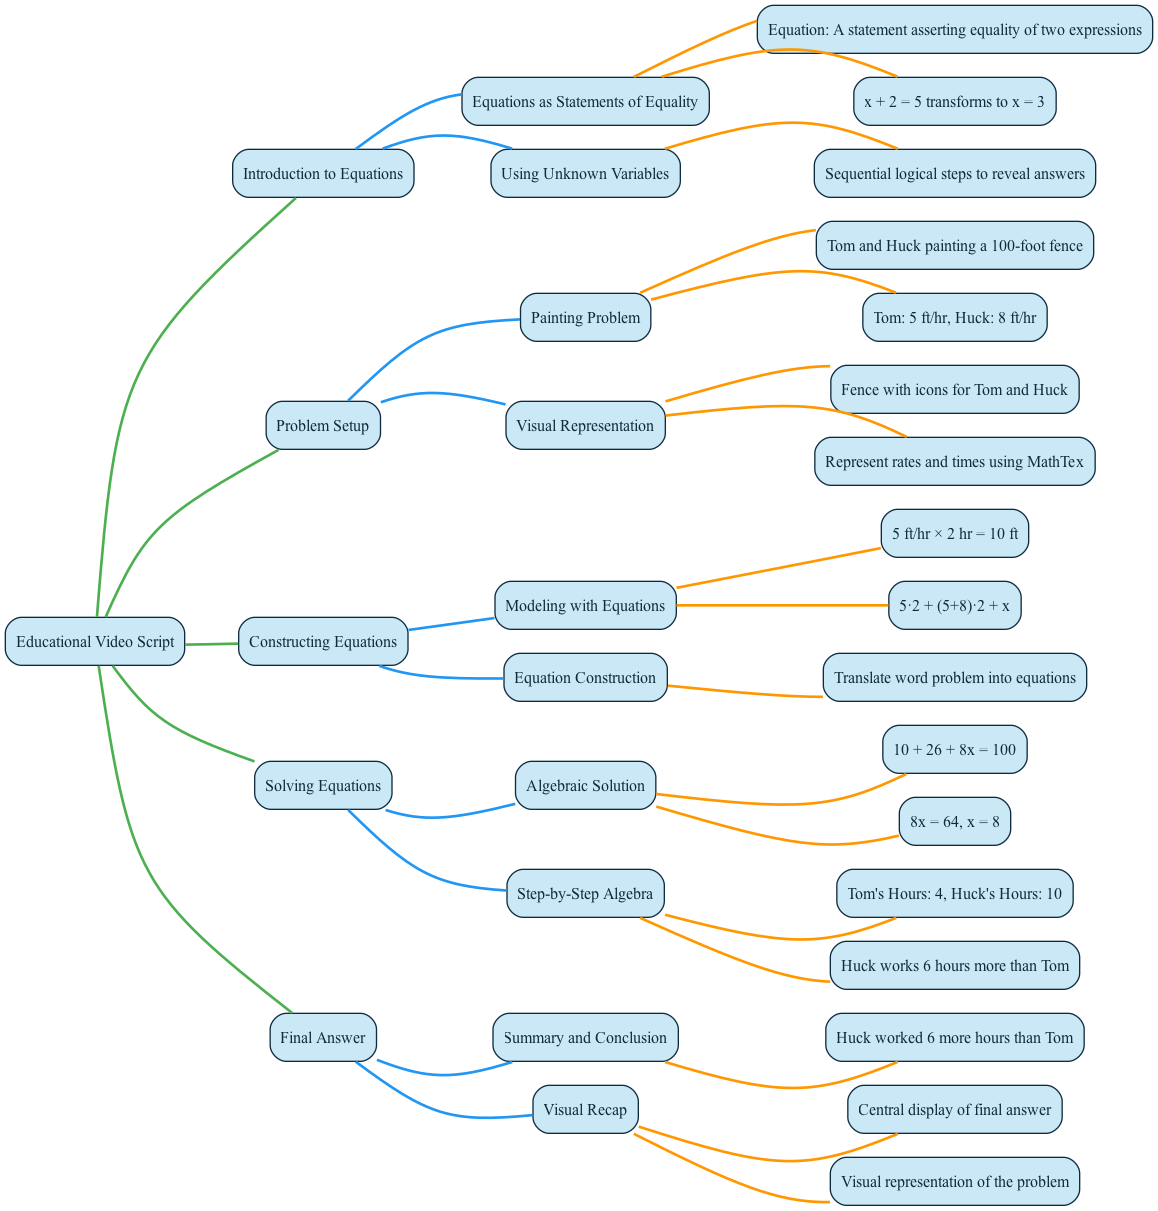 Educational Video Script
Introduction to Equations
Equations as Statements of Equality
Equation: A statement asserting equality of two expressions
x + 2 = 5 transforms to x = 3
Using Unknown Variables
Sequential logical steps to reveal answers
Problem Setup
Painting Problem
Tom and Huck painting a 100-foot fence
Tom: 5 ft/hr, Huck: 8 ft/hr
Visual Representation
Fence with icons for Tom and Huck
Represent rates and times using MathTex
Constructing Equations
Modeling with Equations
5 ft/hr × 2 hr = 10 ft
5·2 + (5+8)·2 + x
Equation Construction
Translate word problem into equations
Solving Equations
Algebraic Solution
10 + 26 + 8x = 100
8x = 64, x = 8
Step-by-Step Algebra
Tom's Hours: 4, Huck's Hours: 10
Huck works 6 hours more than Tom
Final Answer
Summary and Conclusion
Huck worked 6 more hours than Tom
Visual Recap
Central display of final answer
Visual representation of the problem